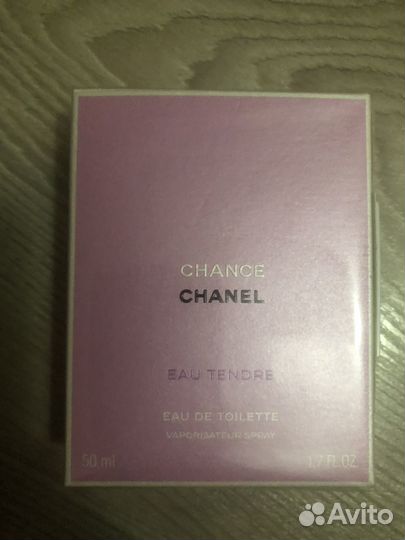 CHANCE
CHANEL
EAU TENDRE
EAU DE TOILETTE
VAPORISATEUR SPRAY
50 ml 1.7 FL.OZ
Avito